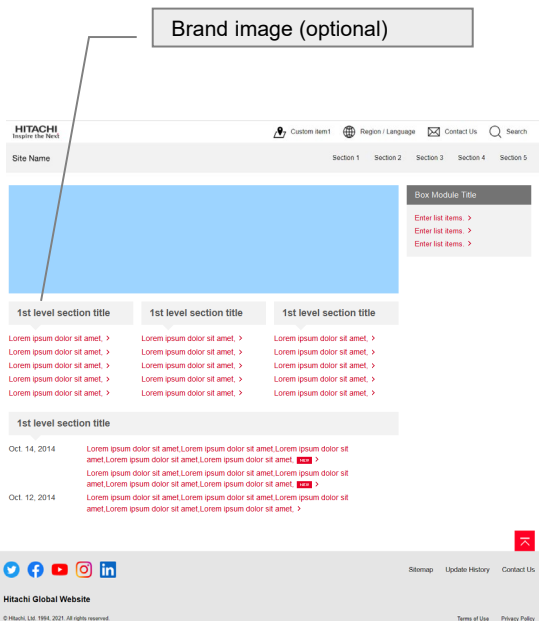 Brand image (optional)
HITACHI
Inspire the Next
Custom item1 Region / Language Contact Us Search
Site Name Section 1 Section 2 Section 3 Section 4 Section 5
Box Module Title
Enter list items.
Enter list items.
Enter list items.
1st level section title 1st level section title 1st level section title
Lorem ipsum dolor sit amet, Lorem ipsum dolor sit amet, Lorem ipsum dolor sit amet,
Lorem ipsum dolor sit amet, Lorem ipsum dolor sit amet, Lorem ipsum dolor sit amet,
Lorem ipsum dolor sit amet, Lorem ipsum dolor sit amet, Lorem ipsum dolor sit amet,
Lorem ipsum dolor sit amet, Lorem ipsum dolor sit amet, Lorem ipsum dolor sit amet,
Lorem ipsum dolor sit amet, Lorem ipsum dolor sit amet, Lorem ipsum dolor sit amet,
1st level section title
Oct. 14, 2014 Lorem ipsum dolor sit amet,Lorem ipsum dolor sit amet,Lorem ipsum dolor sit
amet,Lorem ipsum dolor sit amet,Lorem ipsum dolor sit amet, NEW
Lorem ipsum dolor sit amet,Lorem ipsum dolor sit amet,Lorem ipsum dolor sit
amet,Lorem ipsum dolor sit amet,Lorem ipsum dolor sit amet, NEW
Oct. 12, 2014 Lorem ipsum dolor sit amet,Lorem ipsum dolor sit amet,Lorem ipsum dolor sit
amet,Lorem ipsum dolor sit amet,Lorem ipsum dolor sit amet,
Sitemap Update History Contact Us
Hitachi Global Website
© Hitachi, Ltd. 1994, 2021. All rights reserved. Terms of Use Privacy Policy